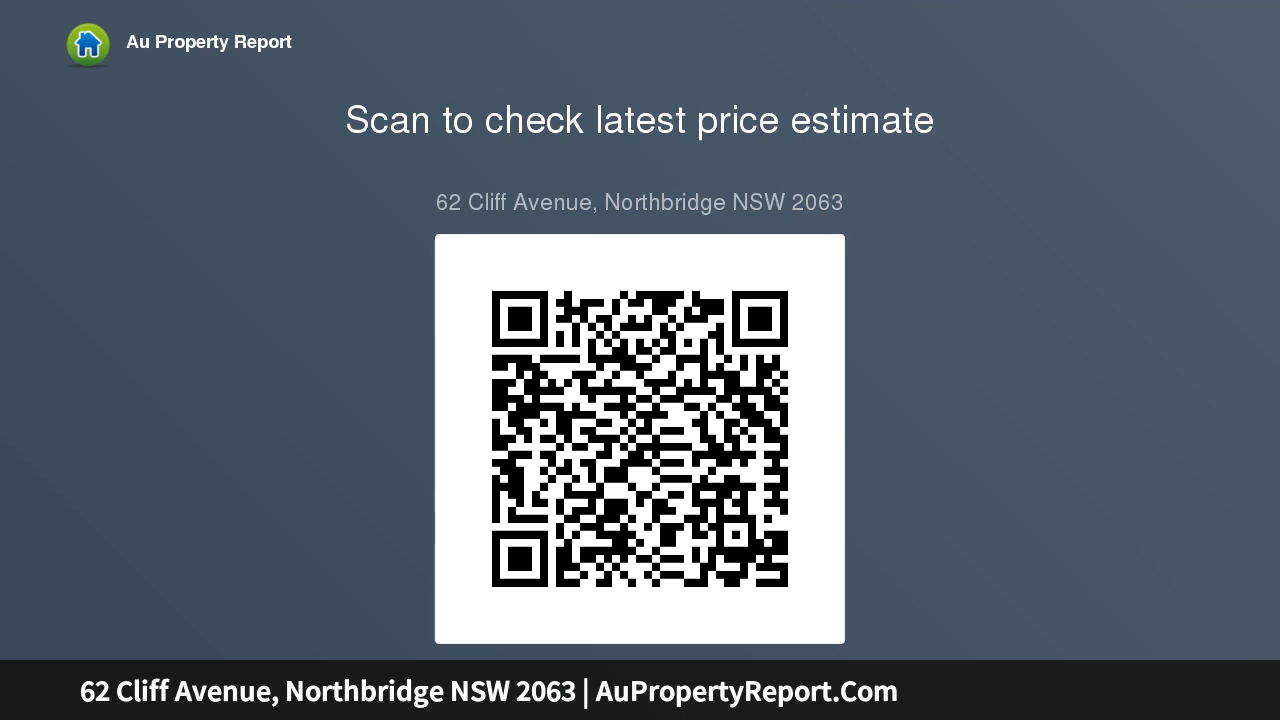 Au Property Report
Scan to check latest price estimate
62 Cliff Avenue, Northbridge NSW 2063
62 Cliff Avenue, Northbridge NSW 2063 | AuPropertyReport.Com